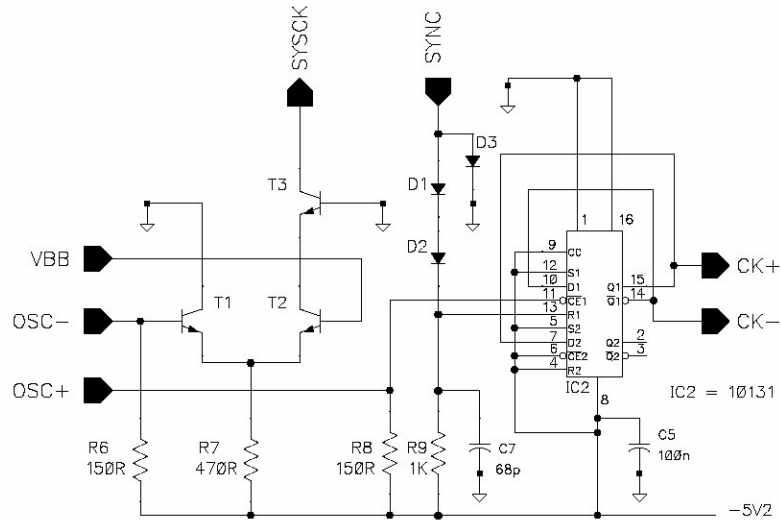 SYSCK
SYNC
D3
T3
D1
1
16
VBB
D2
9
CC
12
S1
10
D1
Q1
15
CK+
OSC-
T1
T2
11
CE1
Q1
14
13
R1
5
S2
CK-
7
D2
Q2
2
6
CE2
Q2
3
OSC+
4
R2
IC2
8
IC2 = 10131
R6
150R
R7
470R
R8
150R
R9
1K
C7
68p
C5
100n
-5V2